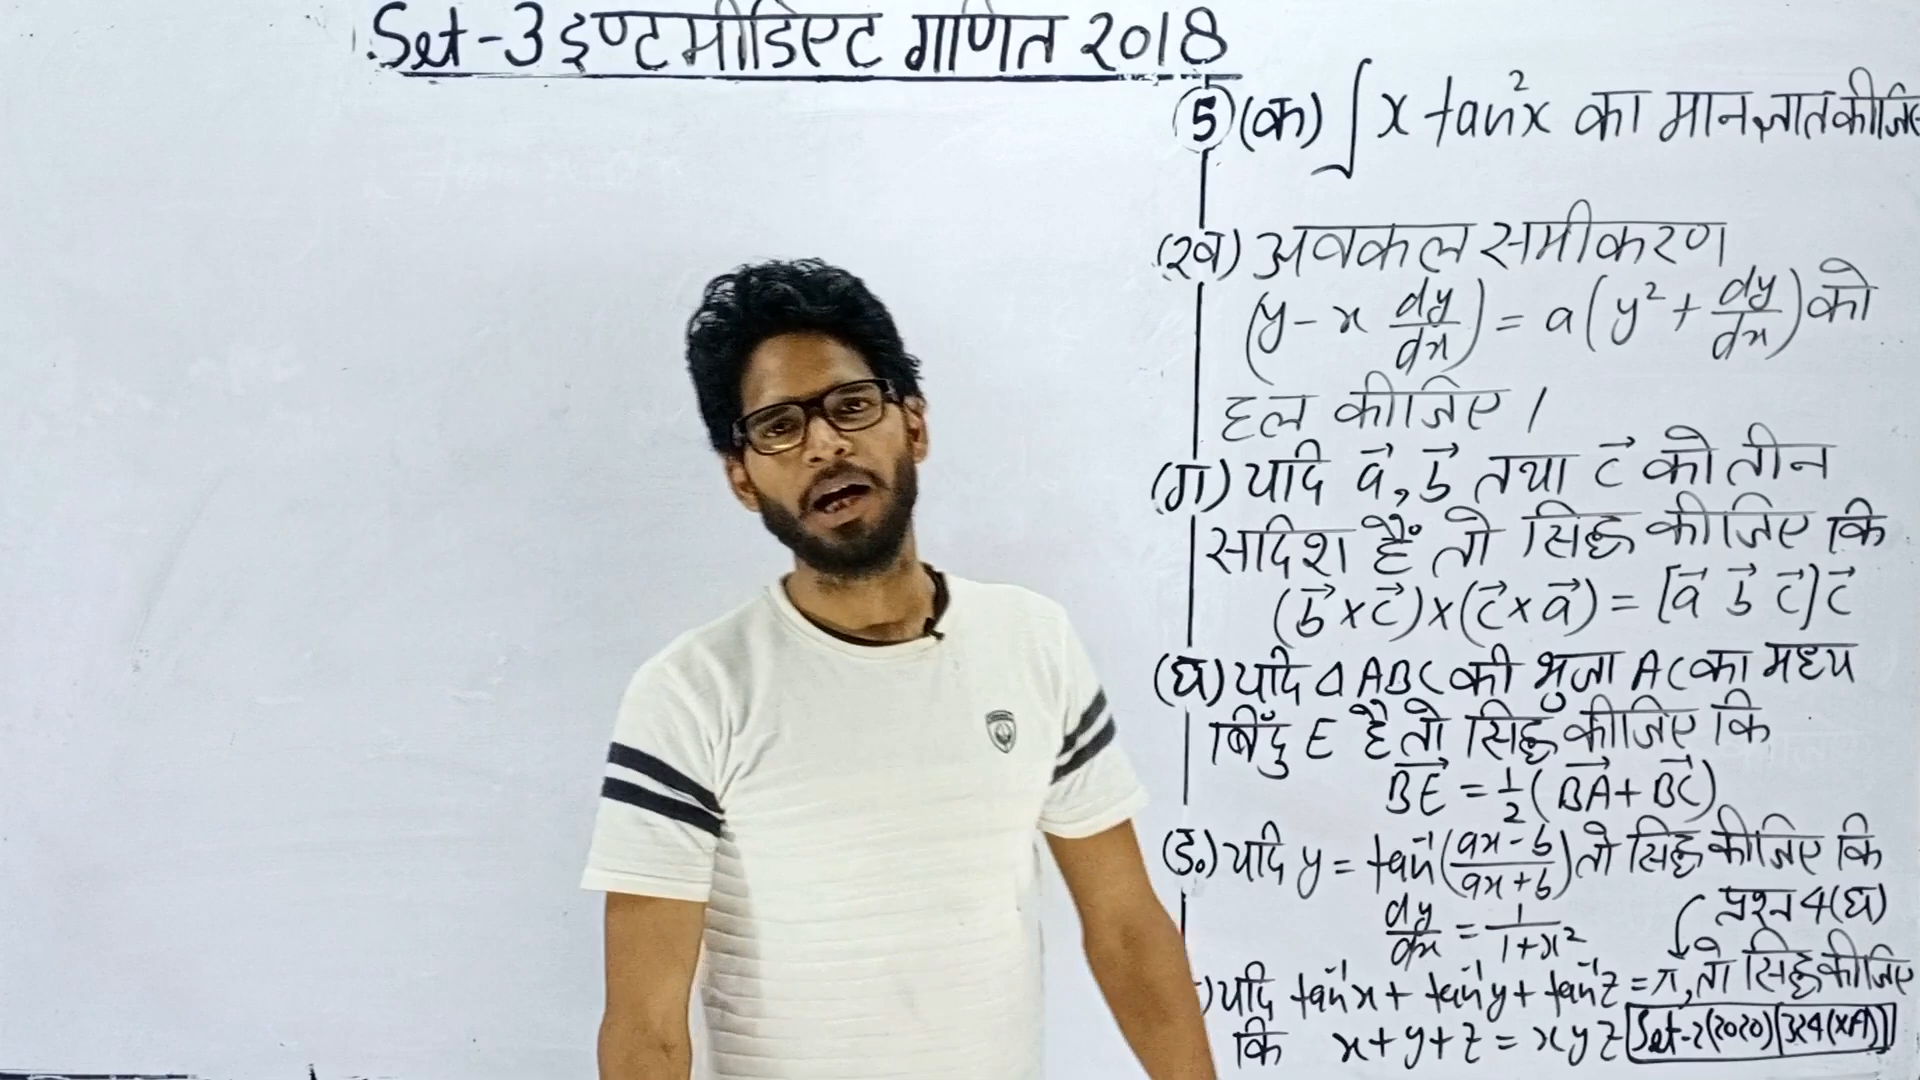 Set-3 इण्टमीडिएट गणित 2018
⑤(क) ∫ x tan²x का मान ज्ञात कीजिए
(ख) अवकल समीकरण
(y - x dy/dx) = a(y² + dy/dx) को
हल कीजिए।
(ग) यदि a⃗, b⃗ तथा c⃗ को तीन
सदिश हैं तो सिद्ध कीजिए कि
(b⃗ × c⃗) × (c⃗ × a⃗) = [a⃗ b⃗ c⃗] c⃗
(घ) यदि Δ ABC की भुजा AC का मध्य
बिंदु E है तो सिद्ध कीजिए कि
B͞E⃗ = 1/2 (BA⃗ + BC⃗)
(ङ) यदि y = tan⁻¹((ax - b)/(ax + b)) तो सिद्ध कीजिए कि
dy/dx = 1/(1 + x²)
प्रश्न 4(घ)
) यदि tan⁻¹x + tan⁻¹y + tan⁻¹z = π, तो सिद्ध कीजिए
कि x + y + z = xyz [Set-2(2020)[324(XA)]]